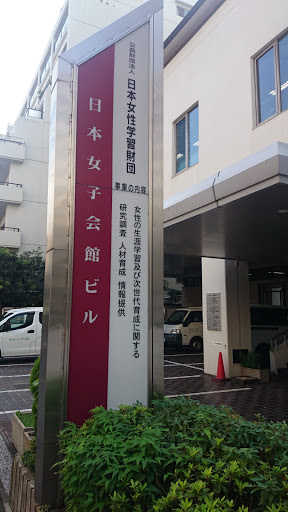 公益財団法人
日本女性学習財団
事業の内容
女性の生涯学習及び次世代育成に関する
研究調査 人材育成 情報提供
日本女子会館ビル